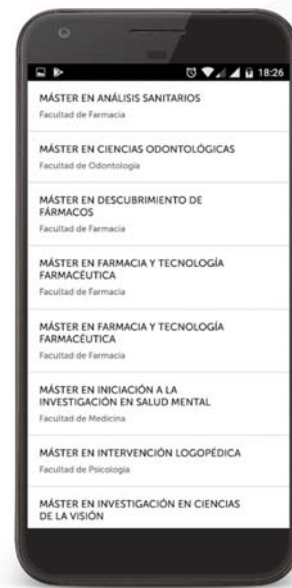 18:26
MÁSTER EN ANÁLISIS SANITARIOS
Facultad de Farmacia
MÁSTER EN CIENCIAS ODONTOLÓGICAS
Facultad de Odontología
MÁSTER EN DESCUBRIMIENTO DE
FÁRMACOS
Facultad de Farmacia
MÁSTER EN FARMACIA Y TECNOLOGÍA
FARMACÉUTICA
Facultad de Farmacia
MÁSTER EN FARMACIA Y TECNOLOGÍA
FARMACÉUTICA
Facultad de Farmacia
MÁSTER EN INICIACIÓN A LA
INVESTIGACIÓN EN SALUD MENTAL
Facultad de Medicina
MÁSTER EN INTERVENCIÓN LOGOPÉDICA
Facultad de Psicología
MÁSTER EN INVESTIGACIÓN EN CIENCIAS
DE LA VISIÓN